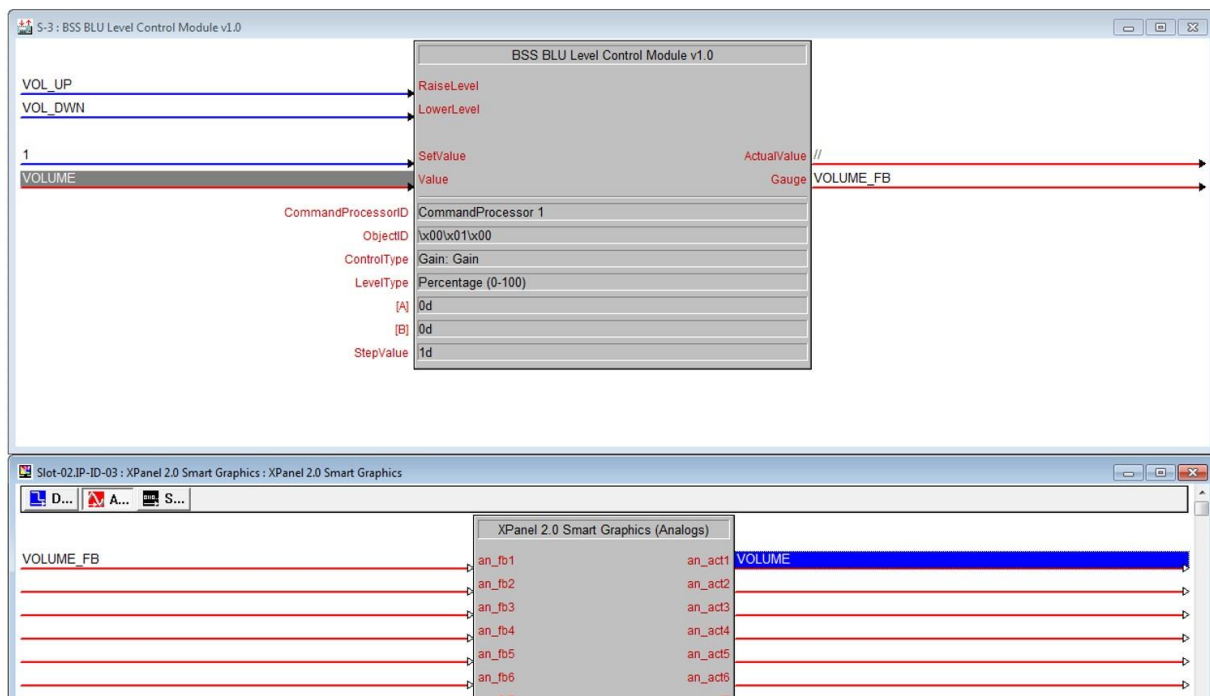 S-3 : BSS BLU Level Control Module v1.0
BSS BLU Level Control Module v1.0
VOL_UP RaiseLevel
VOL_DWN LowerLevel
1 SetValue ActualValue //
VOLUME Value Gauge VOLUME_FB
CommandProcessorID CommandProcessor 1
ObjectID \x00\x01\x00
ControlType Gain: Gain
LevelType Percentage (0-100)
[A] 0d
[B] 0d
StepValue 1d
Slot-02.IP-ID-03 : XPanel 2.0 Smart Graphics : XPanel 2.0 Smart Graphics
D... A... S...
XPanel 2.0 Smart Graphics (Analogs)
VOLUME_FB an_fb1 an_act1 VOLUME
an_fb2 an_act2
an_fb3 an_act3
an_fb4 an_act4
an_fb5 an_act5
an_fb6 an_act6